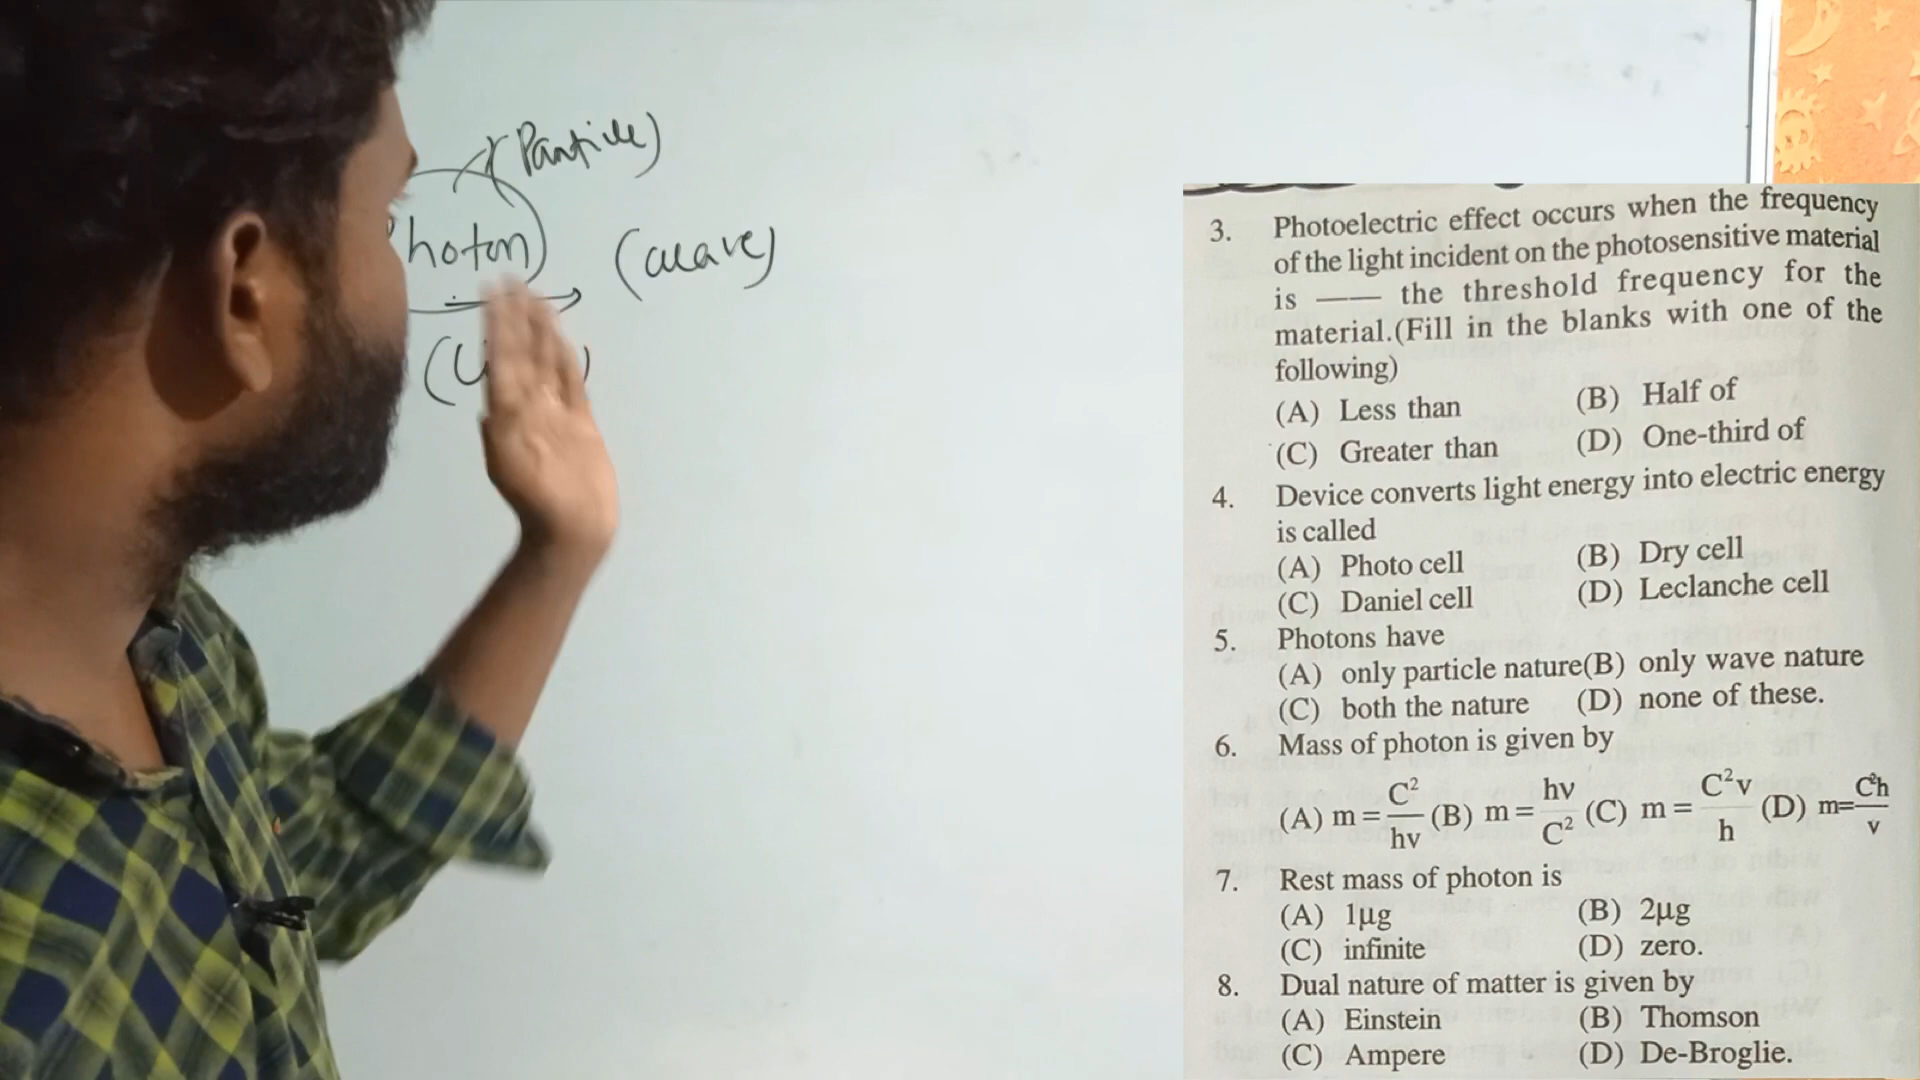 (Particle)
Photon
(wave)
3. Photoelectric effect occurs when the frequency
of the light incident on the photosensitive material
is —— the threshold frequency for the
material.(Fill in the blanks with one of the
following)
(A) Less than (B) Half of
(C) Greater than (D) One-third of
4. Device converts light energy into electric energy
is called
(A) Photo cell (B) Dry cell
(C) Daniel cell (D) Leclanche cell
5. Photons have
(A) only particle nature(B) only wave nature
(C) both the nature (D) none of these.
6. Mass of photon is given by
(A) m = C²/hv (B) m = hv/C² (C) m = C²v/h (D) m=C²h/v
7. Rest mass of photon is
(A) 1µg (B) 2µg
(C) infinite (D) zero.
8. Dual nature of matter is given by
(A) Einstein (B) Thomson
(C) Ampere (D) De-Broglie.